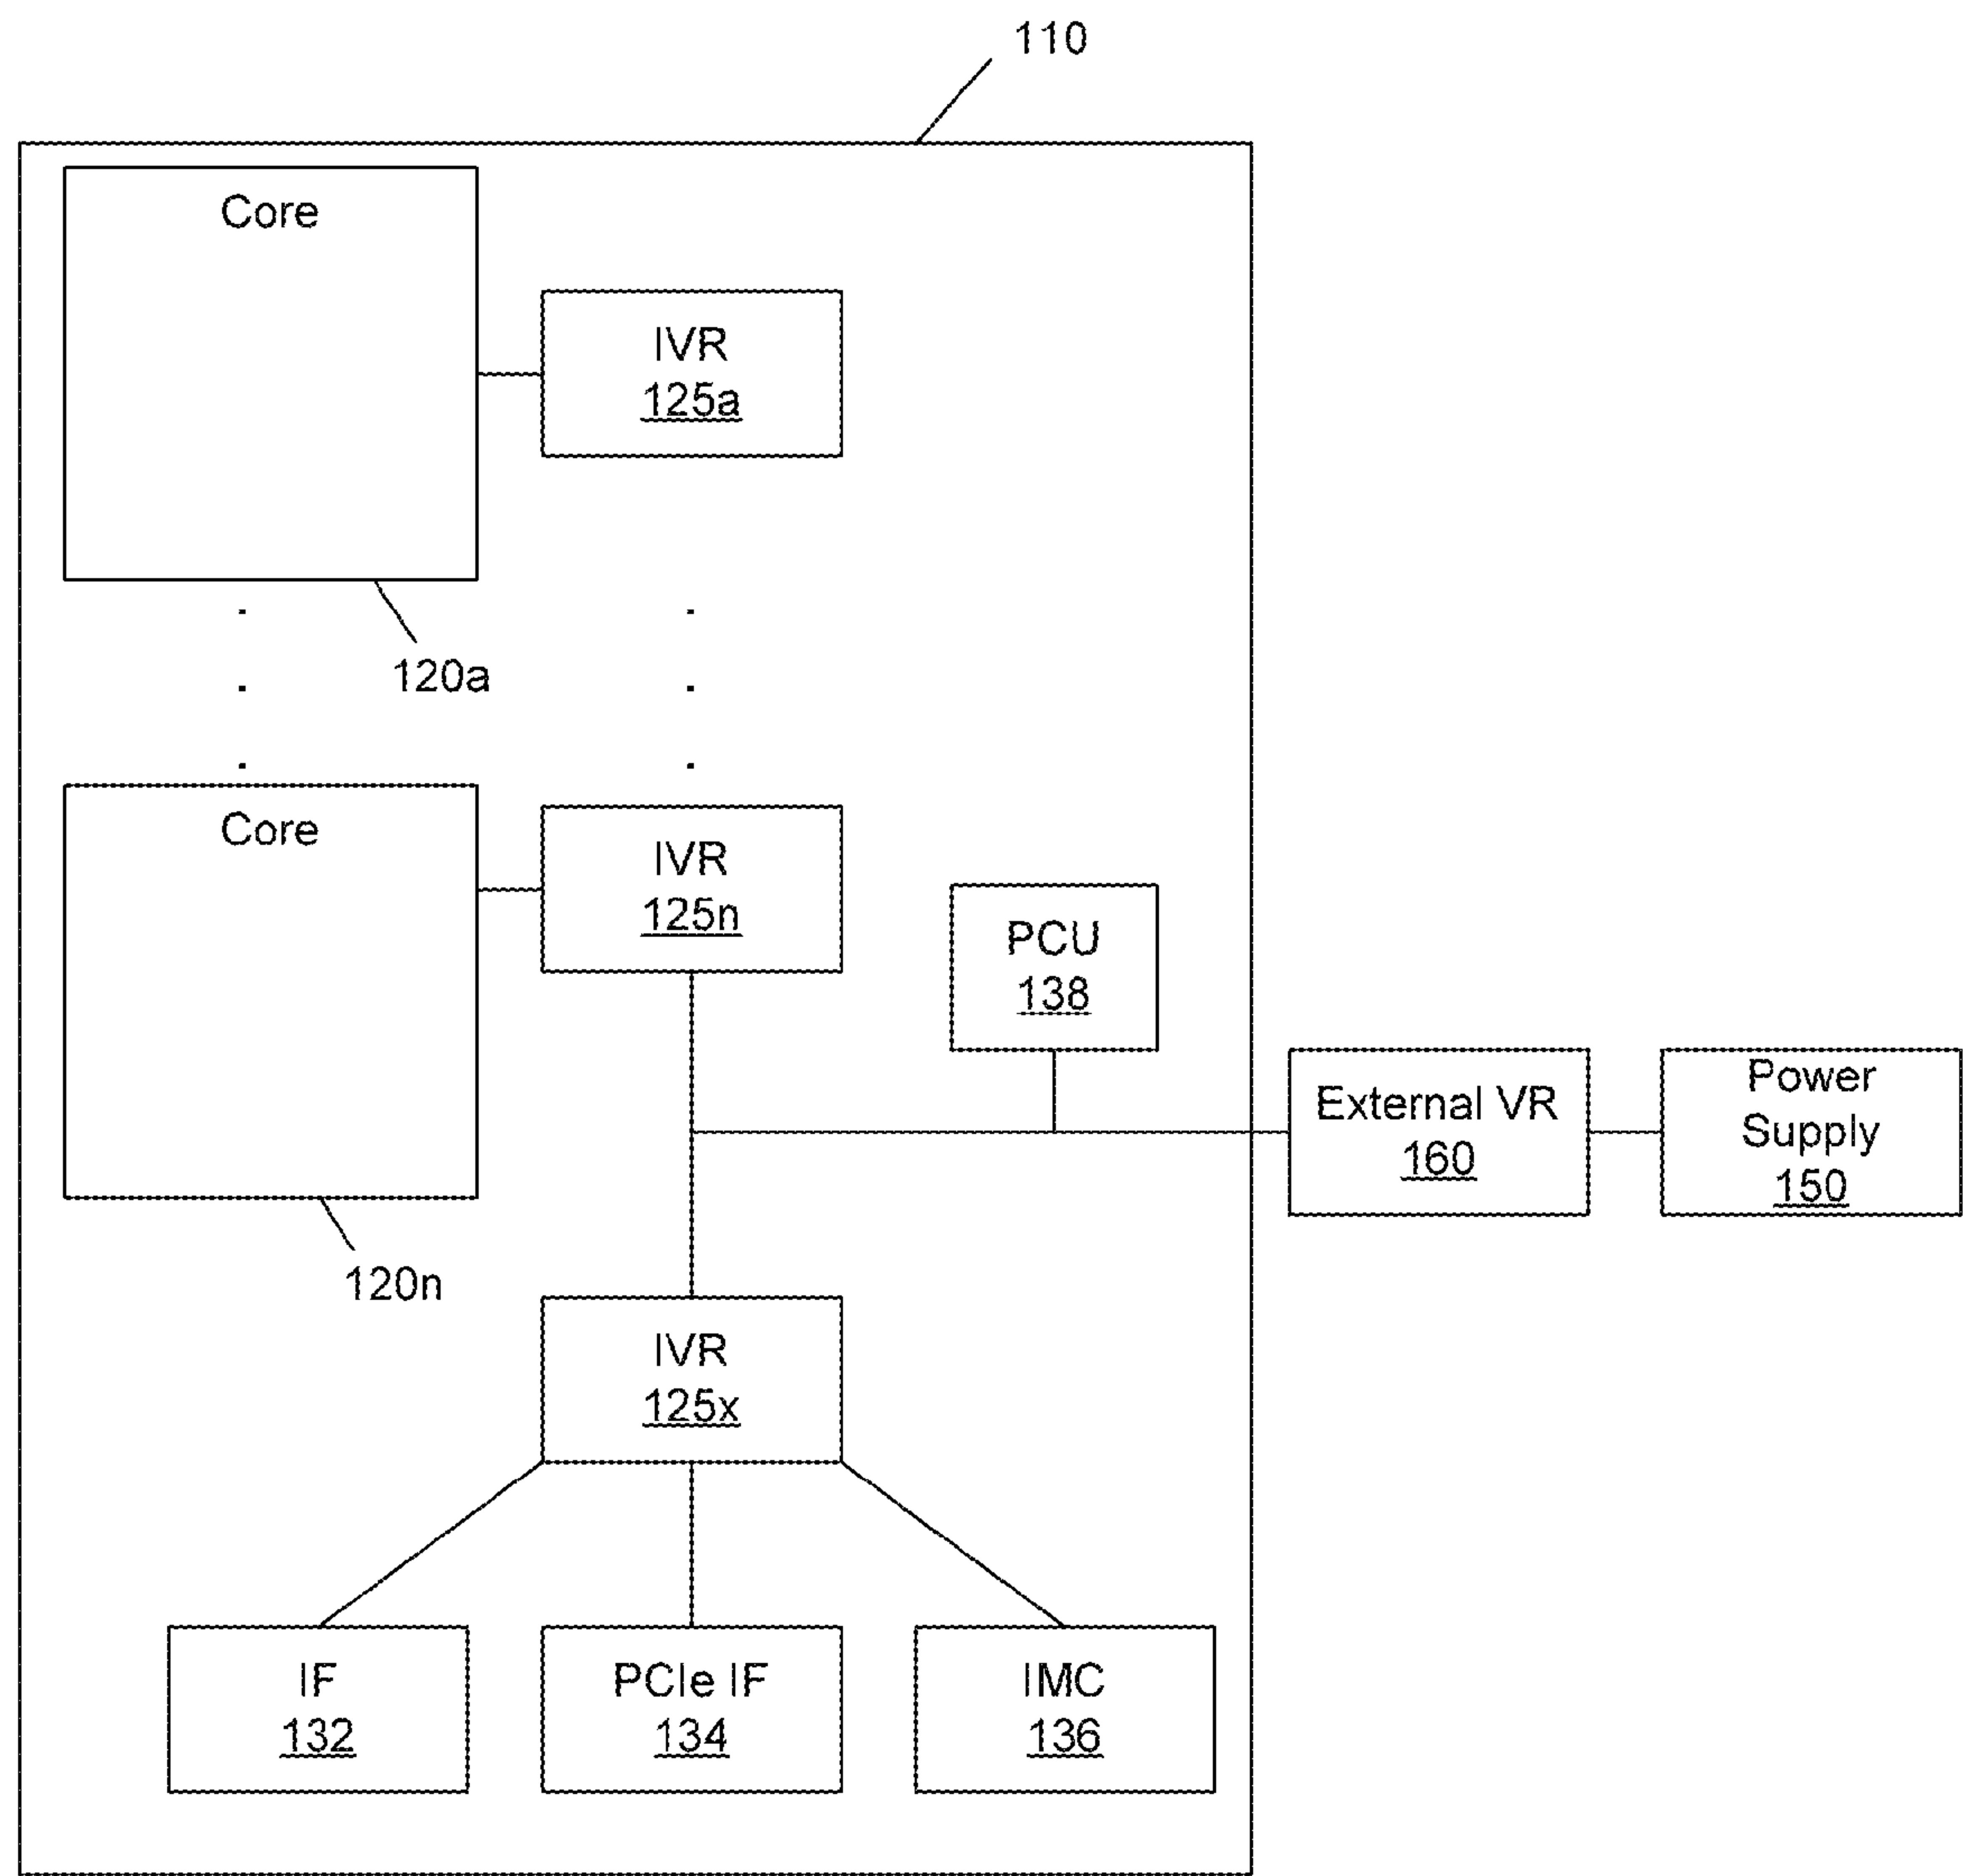 110
Core
IVR
125a
120a
Core
IVR
125n
PCU
138
External VR
160
Power
Supply
150
120n
IVR
125x
IF
132
PCIe IF
134
IMC
136